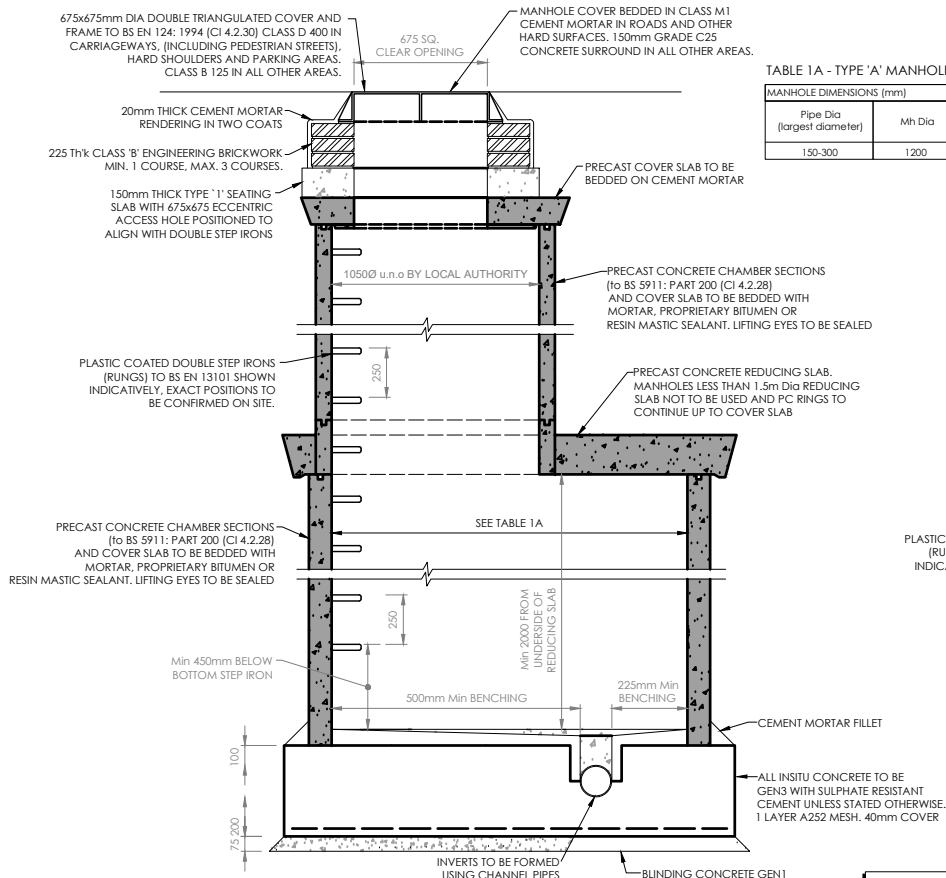 675x675mm DIA DOUBLE TRIANGULATED COVER AND
FRAME TO BS EN 124: 1994 (Cl 4.2.30) CLASS D 400 IN
CARRIAGEWAYS, (INCLUDING PEDESTRIAN STREETS),
HARD SHOULDERS AND PARKING AREAS.
CLASS B 125 IN ALL OTHER AREAS.
675 SQ.
CLEAR OPENING
MANHOLE COVER BEDDED IN CLASS M1
CEMENT MORTAR IN ROADS AND OTHER
HARD SURFACES. 150mm GRADE C25
CONCRETE SURROUND IN ALL OTHER AREAS.
TABLE 1A - TYPE 'A' MANHOLE
MANHOLE DIMENSIONS (mm)
Pipe Dia
(largest diameter)
Mh Dia
150-300
1200
20mm THICK CEMENT MORTAR
RENDERING IN TWO COATS
225 Th'k CLASS 'B' ENGINEERING BRICKWORK
MIN. 1 COURSE, MAX. 3 COURSES.
150mm THICK TYPE `1' SEATING
SLAB WITH 675x675 ECCENTRIC
ACCESS HOLE POSITIONED TO
ALIGN WITH DOUBLE STEP IRONS
PRECAST COVER SLAB TO BE
BEDDED ON CEMENT MORTAR
1050Ø u.n.o BY LOCAL AUTHORITY
PRECAST CONCRETE CHAMBER SECTIONS
(to BS 5911: PART 200 (Cl 4.2.28)
AND COVER SLAB TO BE BEDDED WITH
MORTAR, PROPRIETARY BITUMEN OR
RESIN MASTIC SEALANT. LIFTING EYES TO BE SEALED
PLASTIC COATED DOUBLE STEP IRONS
(RUNGS) TO BS EN 13101 SHOWN
INDICATIVELY, EXACT POSITIONS TO
BE CONFIRMED ON SITE.
250
PRECAST CONCRETE REDUCING SLAB.
MANHOLES LESS THAN 1.5m Dia REDUCING
SLAB NOT TO BE USED AND PC RINGS TO
CONTINUE UP TO COVER SLAB
SEE TABLE 1A
PRECAST CONCRETE CHAMBER SECTIONS
(to BS 5911: PART 200 (Cl 4.2.28)
AND COVER SLAB TO BE BEDDED WITH
MORTAR, PROPRIETARY BITUMEN OR
RESIN MASTIC SEALANT. LIFTING EYES TO BE SEALED
PLASTIC
(RU
INDICA
250
Min 2000 FROM
UNDERSIDE OF
REDUCING SLAB
Min 450mm BELOW
BOTTOM STEP IRON
500mm Min BENCHING
225mm Min
BENCHING
CEMENT MORTAR FILLET
100
200
75
ALL INSITU CONCRETE TO BE
GEN3 WITH SULPHATE RESISTANT
CEMENT UNLESS STATED OTHERWISE.
1 LAYER A252 MESH. 40mm COVER
INVERTS TO BE FORMED
USING CHANNEL PIPES
BLINDING CONCRETE GEN1